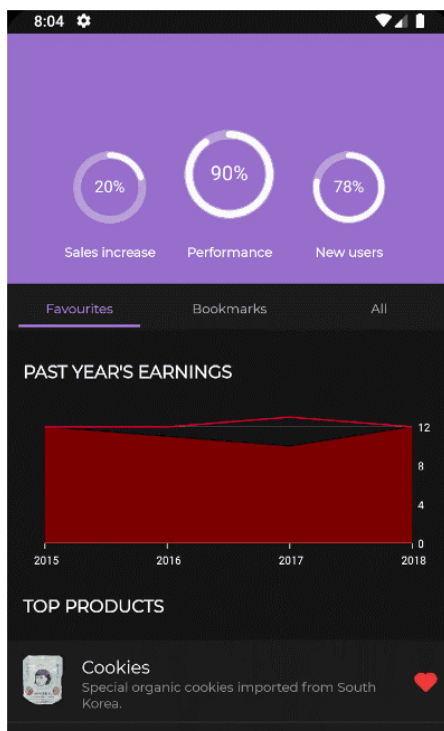 8:04
20%
90%
78%
Sales increase
Performance
New users
Favourites
Bookmarks
All
PAST YEAR'S EARNINGS
12
8
4
0
2015
2016
2017
2018
TOP PRODUCTS
Cookies
Special organic cookies imported from South
Korea.